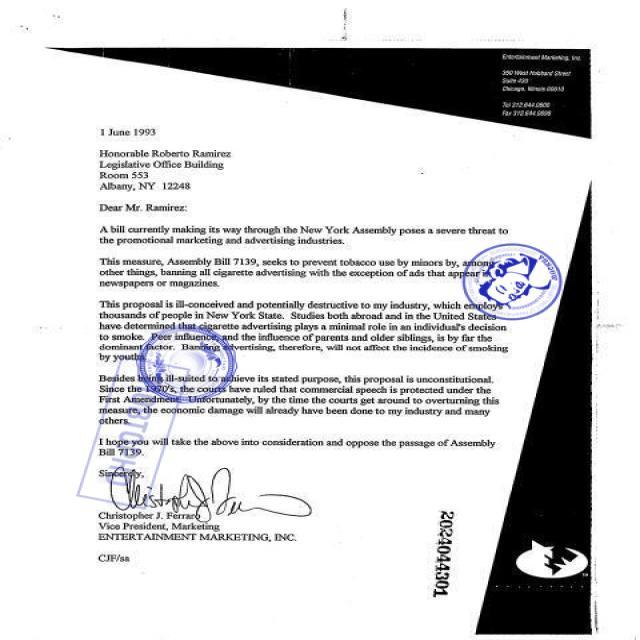 Entertainment Marketing, Inc.
350 West Hubbard Street
Suite 420
Chicago, Illinois 60610
Tel 312.644.0600
Fax 312.644.0698
1 June 1993
Honorable Roberto Ramirez
Legislative Office Building
Room 553
Albany, NY 12248
Dear Mr. Ramirez:
A bill currently making its way through the New York Assembly poses a severe threat to
the promotional marketing and advertising industries.
This measure, Assembly Bill 7139, seeks to prevent tobacco use by minors by, among
other things, banning all cigarette advertising with the exception of ads that appear in
newspapers or magazines.
This proposal is ill-conceived and potentially destructive to my industry, which employs
thousands of people in New York State. Studies both abroad and in the United States
have determined that cigarette advertising plays a minimal role in an individual's decision
to smoke. Peer influence, and the influence of parents and older siblings, is by far the
dominant factor. Banning advertising, therefore, will not affect the incidence of smoking
by youths.
Besides being ill-suited to achieve its stated purpose, this proposal is unconstitutional.
Since the 1970's, the courts have ruled that commercial speech is protected under the
First Amendment. Unfortunately, by the time the courts get around to overturning this
measure, the economic damage will already have been done to my industry and many
others.
I hope you will take the above into consideration and oppose the passage of Assembly
Bill 7139.
Sincerely,
Christopher J. Ferraro
Vice President, Marketing
ENTERTAINMENT MARKETING, INC.
CJF/sa
2024044301